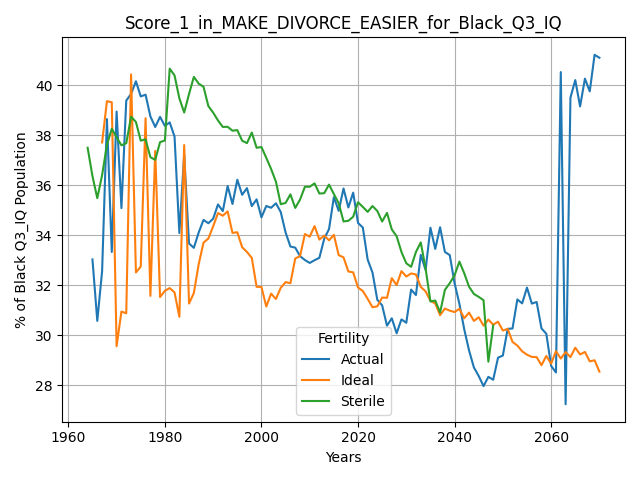 Score_1_in_MAKE_DIVORCE_EASIER_for_Black_Q3_IQ
% of Black Q3_IQ Population
40
38
36
34
32
30
28
Fertility
Actual
Ideal
Sterile
1960 1980 2000 2020 2040 2060
Years